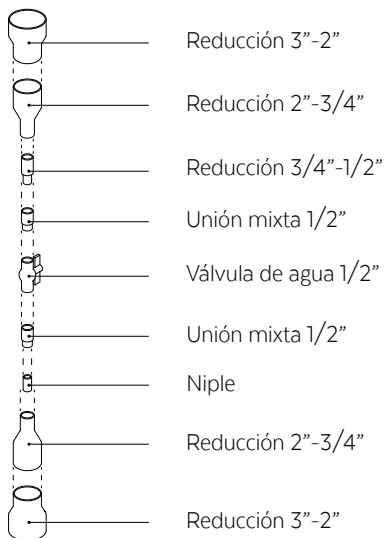 Reducción 3”-2”
Reducción 2”-3/4”
Reducción 3/4”-1/2”
Unión mixta 1/2”
Válvula de agua 1/2”
Unión mixta 1/2”
Niple
Reducción 2”-3/4”
Reducción 3”-2”